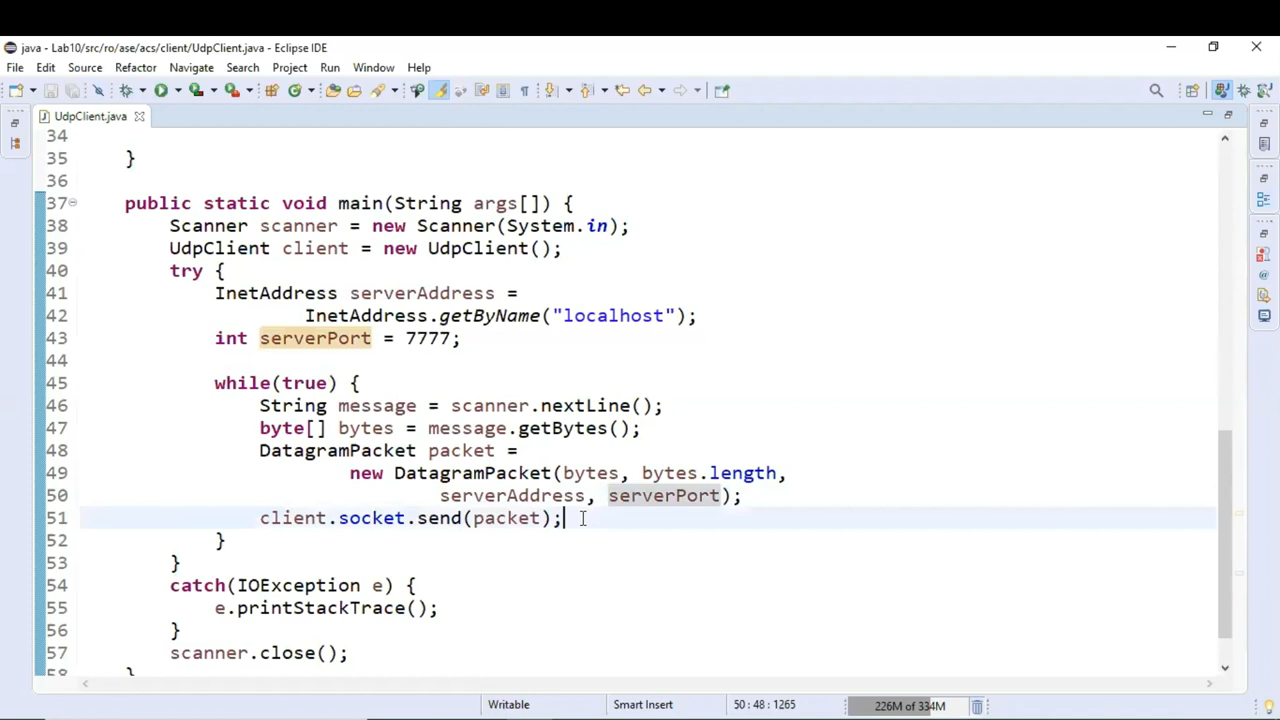 java - Lab10/src/ro/ase/acs/client/UdpClient.java - Eclipse IDE
File Edit Source Refactor Navigate Search Project Run Window Help
UdpClient.java
34
35 }
36
37 public static void main(String args[]) {
38 Scanner scanner = new Scanner(System.in);
39 UdpClient client = new UdpClient();
40 try {
41 InetAddress serverAddress =
42 InetAddress.getByName("localhost");
43 int serverPort = 7777;
44
45 while(true) {
46 String message = scanner.nextLine();
47 byte[] bytes = message.getBytes();
48 DatagramPacket packet =
49 new DatagramPacket(bytes, bytes.length,
50 serverAddress, serverPort);
51 client.socket.send(packet);
52 }
53 }
54 catch(IOException e) {
55 e.printStackTrace();
56 }
57 scanner.close();
58 }
Writable Smart Insert 50 : 48 : 1265 226M of 334M